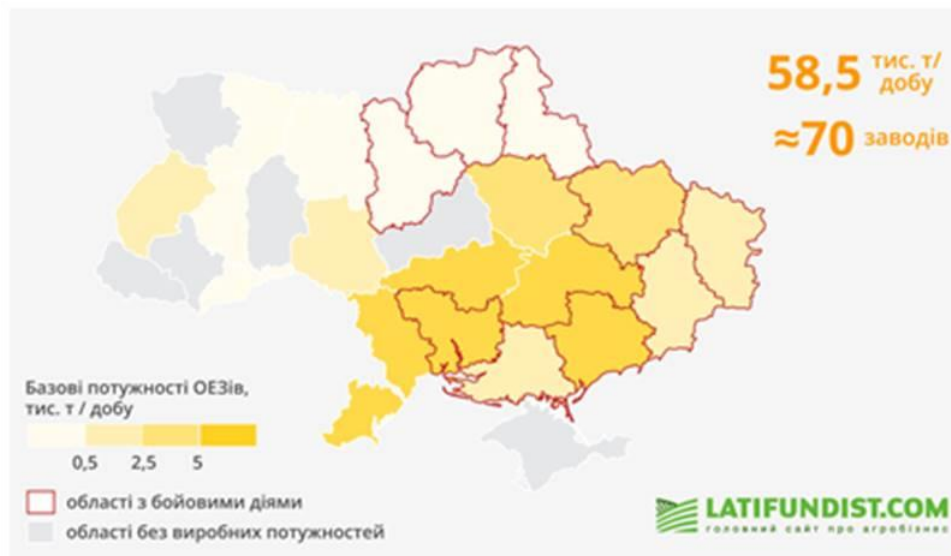 58,5 тис. т/
добу
≈70 заводів
Базові потужності ОЕЗів,
тис. т / добу
0,5 2,5 5
області з бойовими діями
області без виробних потужностей
LATIFUNDIST.COM
головний сайт про агробізнес